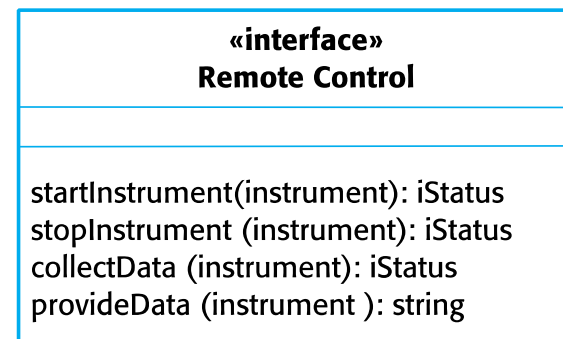 «interface»
Remote Control
startInstrument(instrument): iStatus
stopInstrument (instrument): iStatus
collectData (instrument): iStatus
provideData (instrument ): string